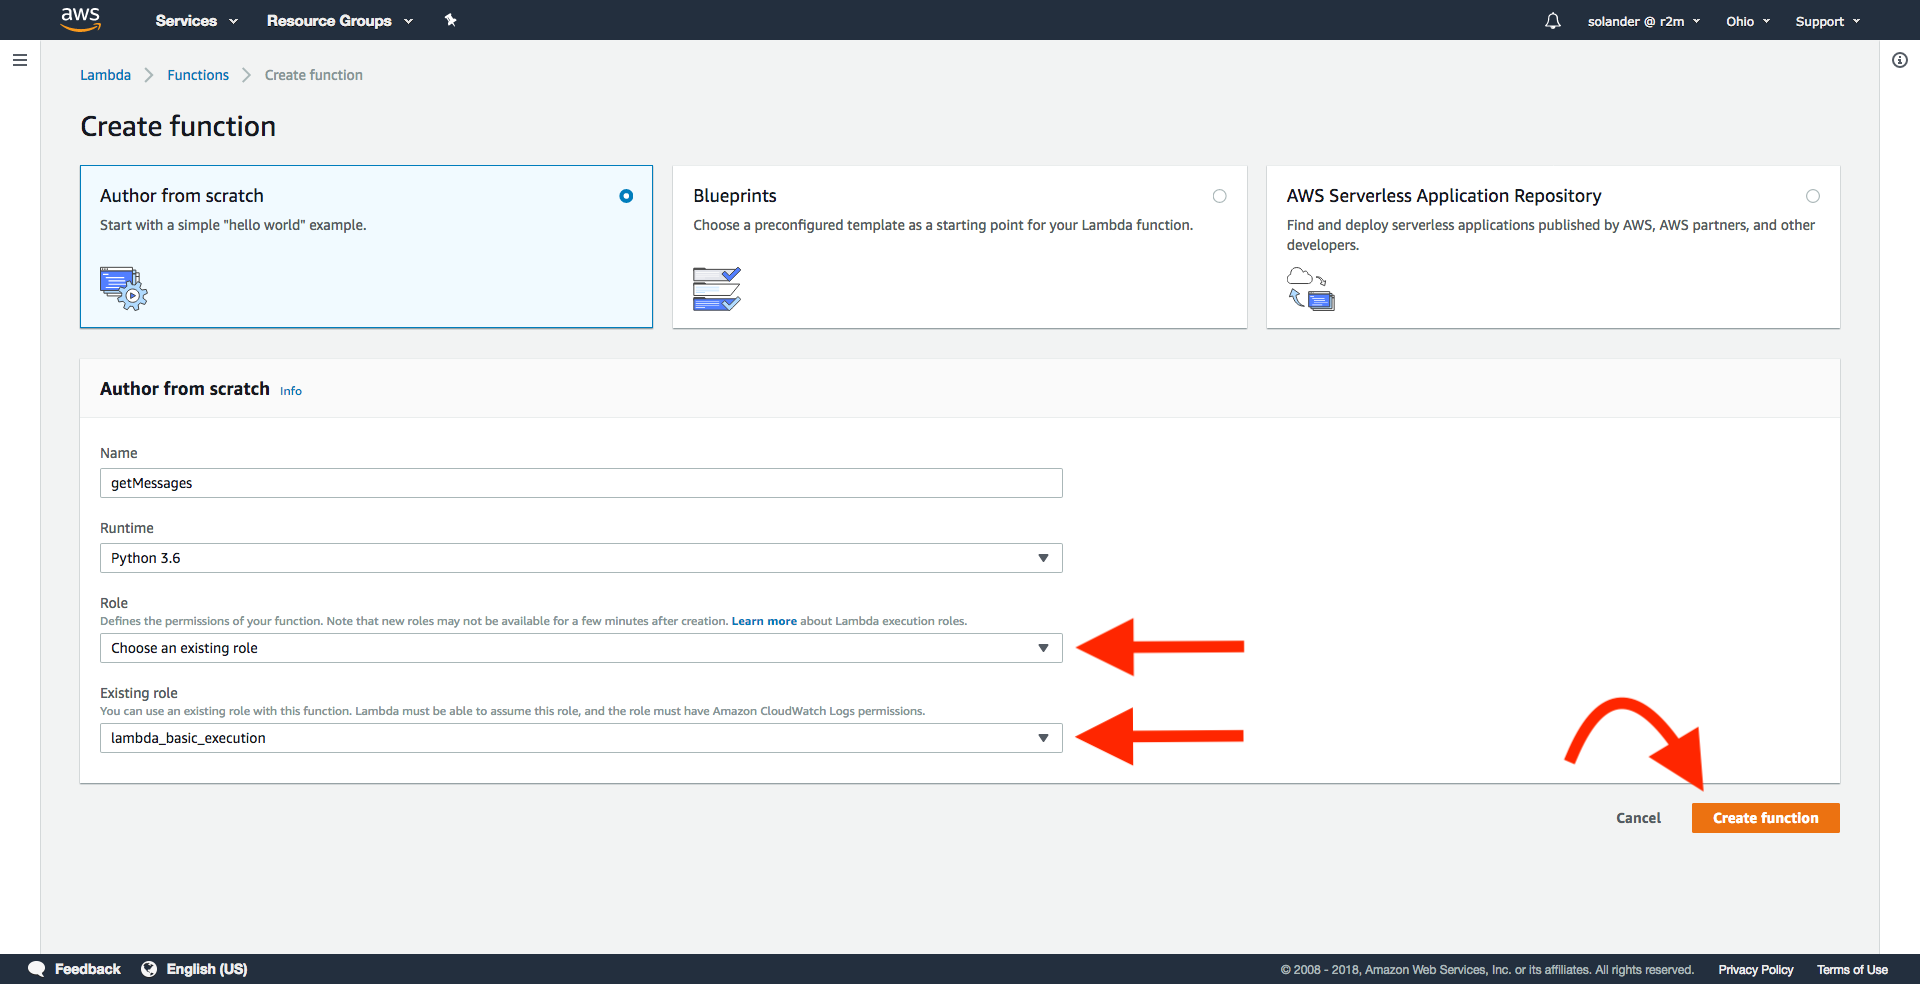 aws Services Resource Groups solander @ r2m Ohio Support
Lambda Functions Create function
Create function
Author from scratch
Start with a simple "hello world" example.
Blueprints
Choose a preconfigured template as a starting point for your Lambda function.
AWS Serverless Application Repository
Find and deploy serverless applications published by AWS, AWS partners, and other
developers.
Author from scratch Info
Name
getMessages
Runtime
Python 3.6
Role
Defines the permissions of your function. Note that new roles may not be available for a few minutes after creation. Learn more about Lambda execution roles.
Choose an existing role
Existing role
You can use an existing role with this function. Lambda must be able to assume this role, and the role must have Amazon CloudWatch Logs permissions.
lambda_basic_execution
Cancel Create function
Feedback English (US) © 2008 - 2018, Amazon Web Services, Inc. or its affiliates. All rights reserved. Privacy Policy Terms of Use